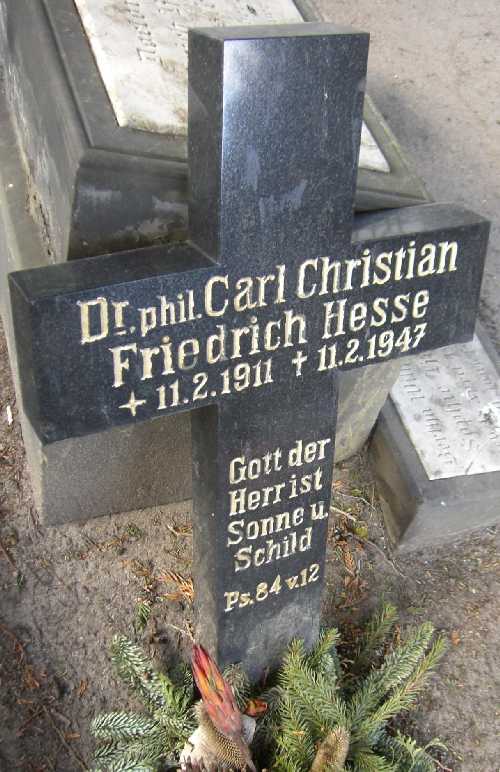 Dr. phil. Carl Christian
Friedrich Hesse
+ 11.2.1911 † 11.2.1947
Gott der
Herr ist
Sonne u.
Schild
Ps. 84 v. 12